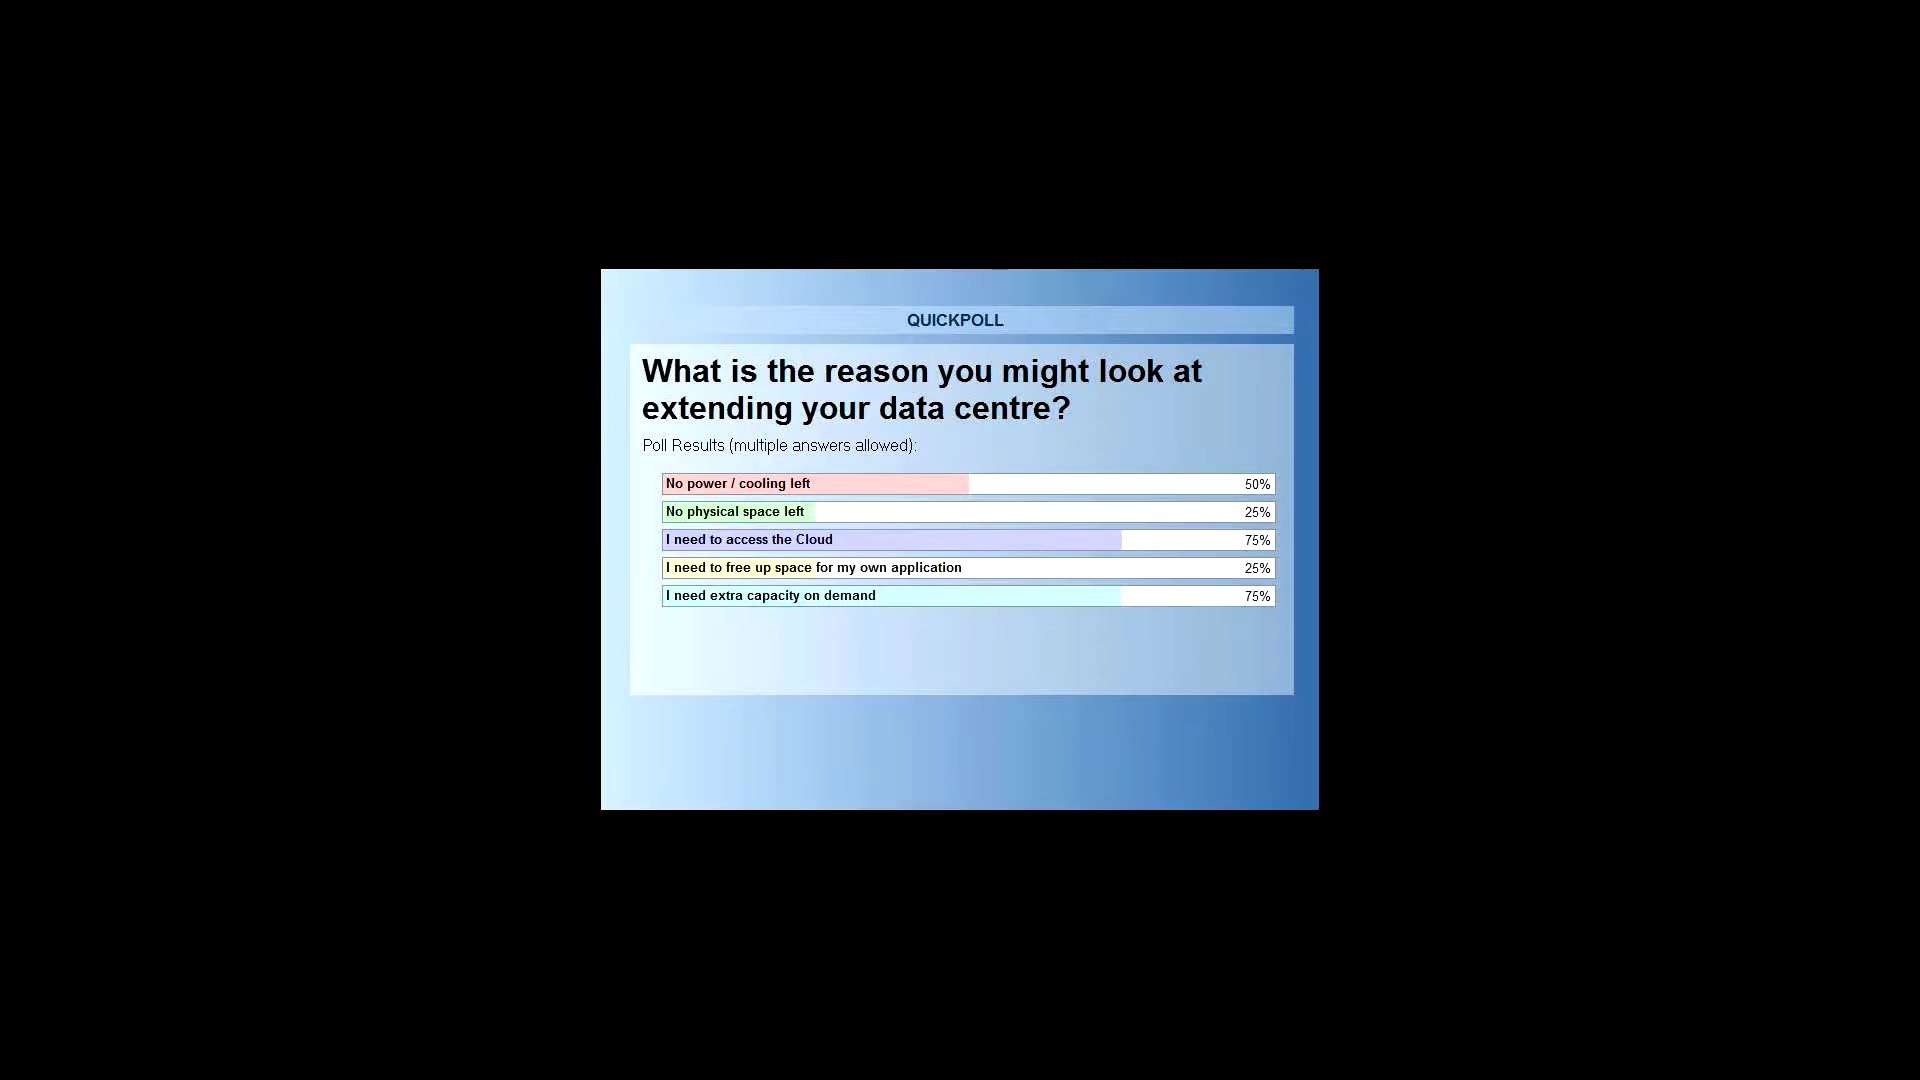 QUICKPOLL
What is the reason you might look at
extending your data centre?
Poll Results (multiple answers allowed):
No power / cooling left 50%
No physical space left 25%
I need to access the Cloud 75%
I need to free up space for my own application 25%
I need extra capacity on demand 75%